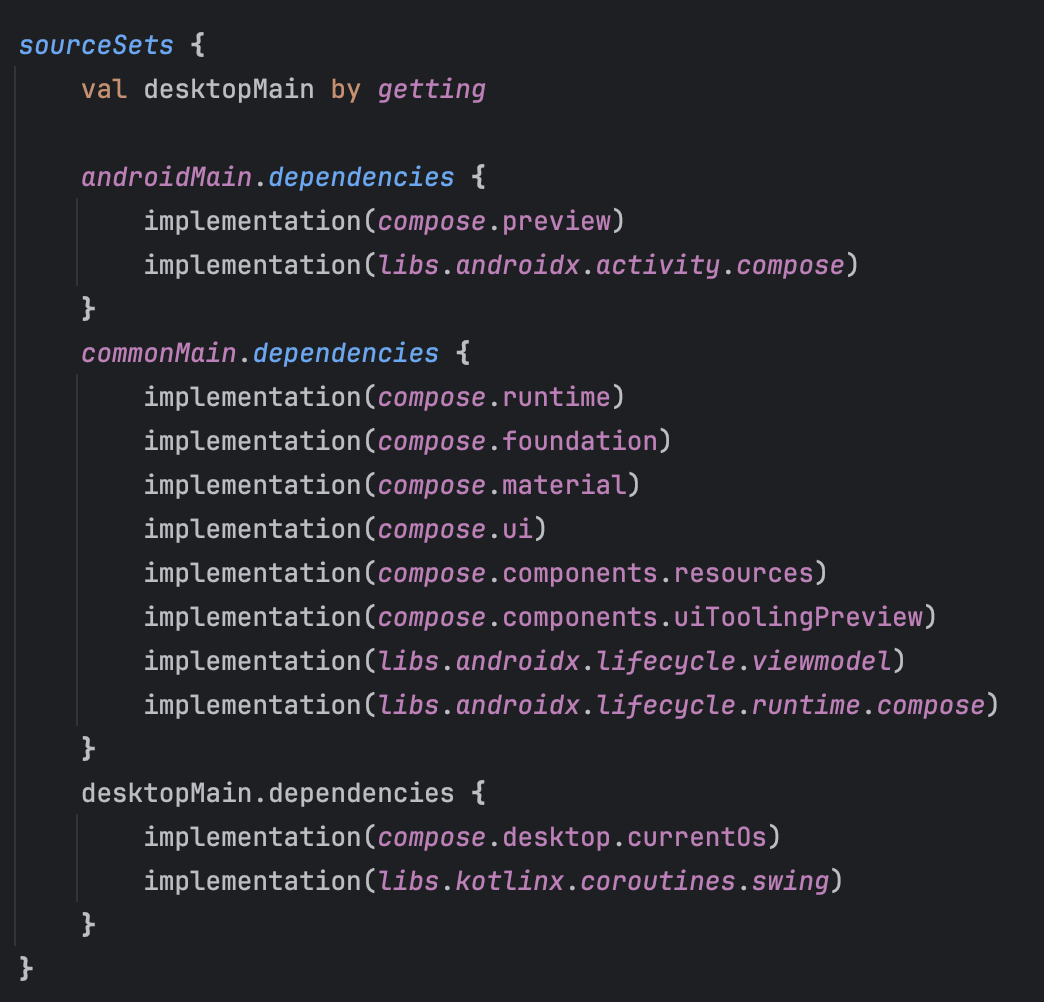 sourceSets {
    val desktopMain by getting

    androidMain.dependencies {
        implementation(compose.preview)
        implementation(libs.androidx.activity.compose)
    }
    commonMain.dependencies {
        implementation(compose.runtime)
        implementation(compose.foundation)
        implementation(compose.material)
        implementation(compose.ui)
        implementation(compose.components.resources)
        implementation(compose.components.uiToolingPreview)
        implementation(libs.androidx.lifecycle.viewmodel)
        implementation(libs.androidx.lifecycle.runtime.compose)
    }
    desktopMain.dependencies {
        implementation(compose.desktop.currentOs)
        implementation(libs.kotlinx.coroutines.swing)
    }
}